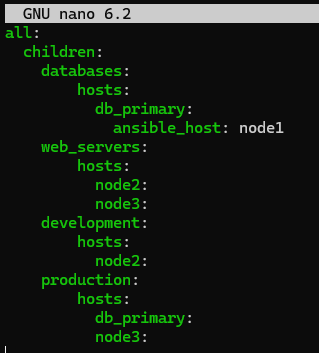 GNU nano 6.2
all:
  children:
    databases:
        hosts:
          db_primary:
            ansible_host: node1
    web_servers:
        hosts:
          node2:
          node3:
    development:
        hosts:
          node2:
    production:
        hosts:
          db_primary:
          node3: